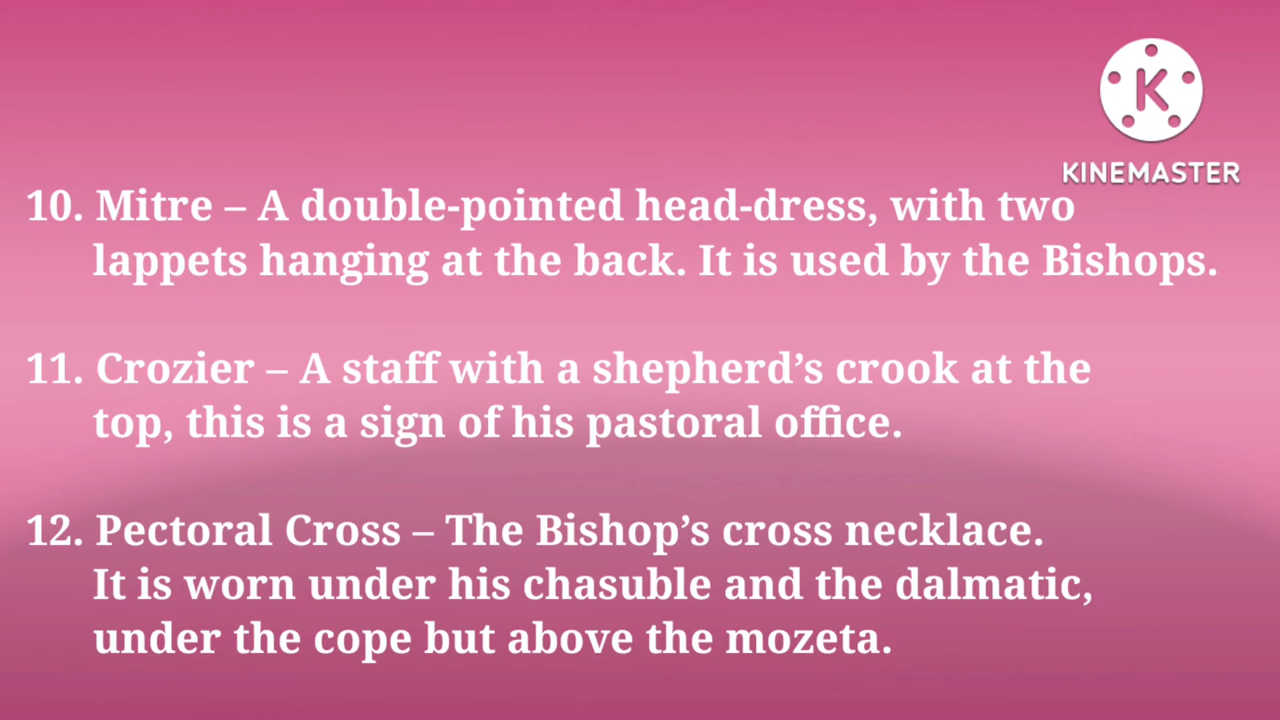 KINEMASTER
10. Mitre – A double-pointed head-dress, with two
lappets hanging at the back. It is used by the Bishops.
11. Crozier – A staff with a shepherd’s crook at the
top, this is a sign of his pastoral office.
12. Pectoral Cross – The Bishop’s cross necklace.
It is worn under his chasuble and the dalmatic,
under the cope but above the mozeta.